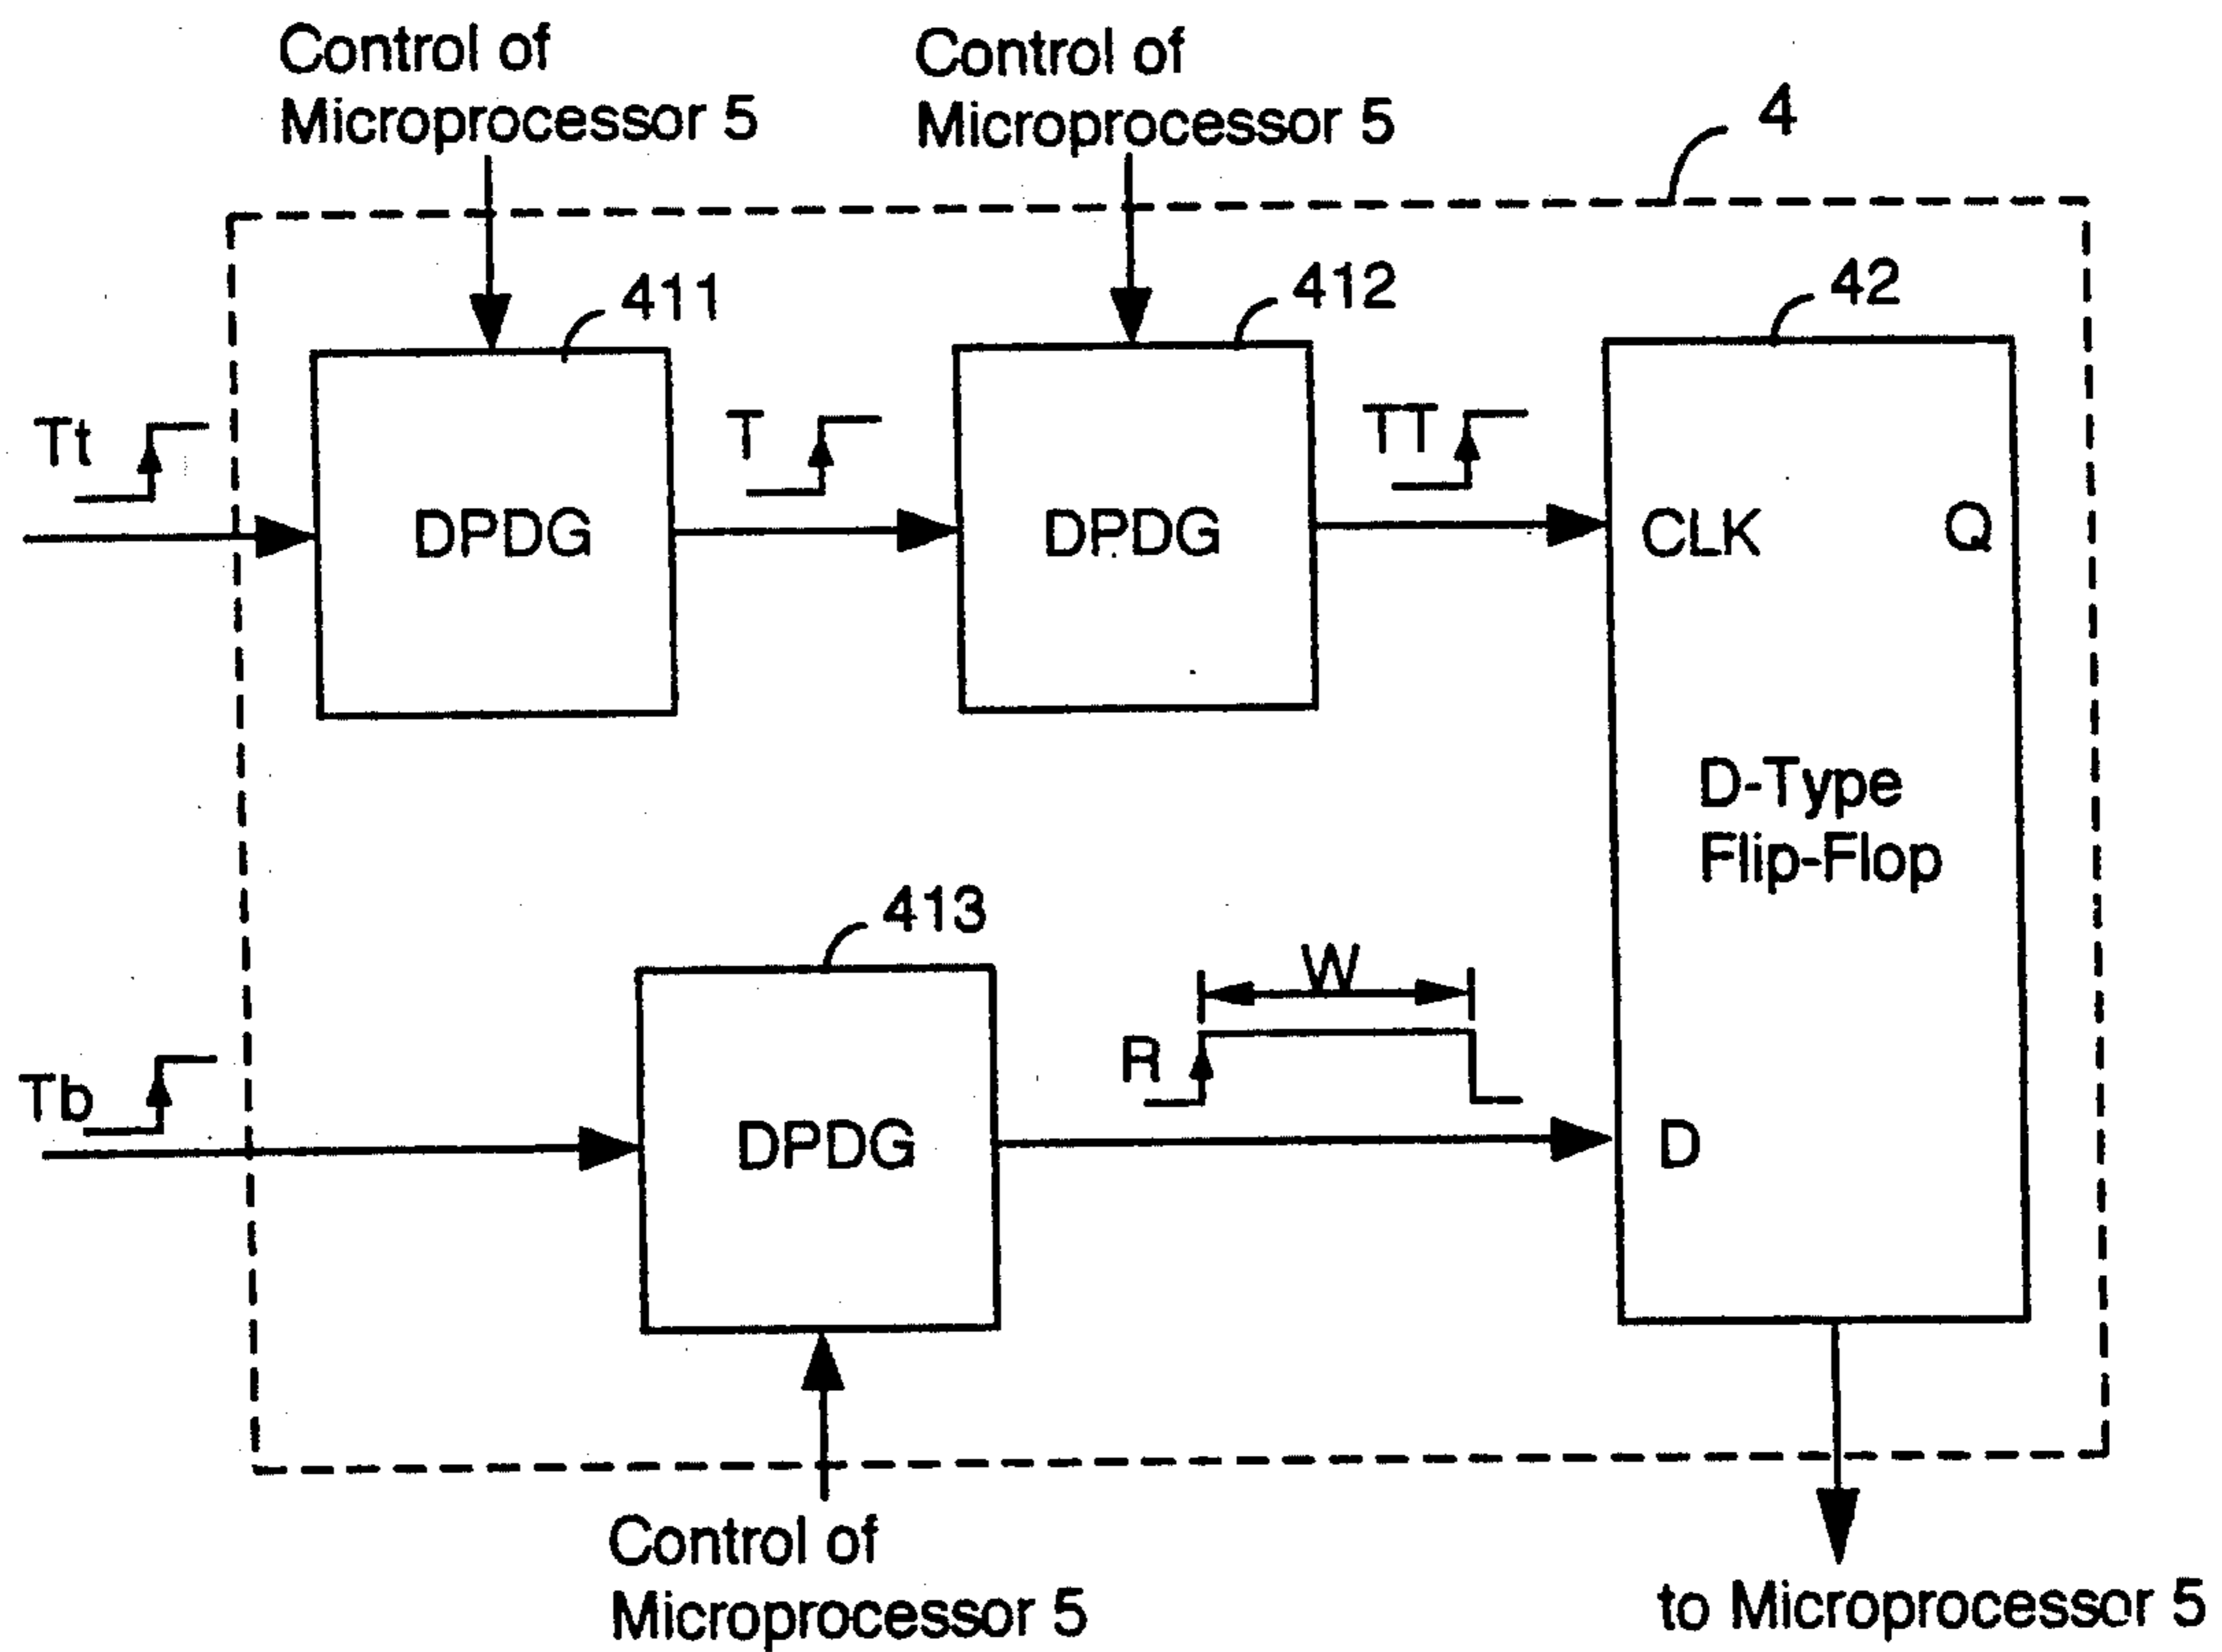 Control of
Microprocessor 5
Control of
Microprocessor 5
4
411
412
42
Tt
T
TT
DPDG
DPDG
CLK
Q
D-Type
Flip-Flop
413
W
R
Tb
DPDG
D
Control of
Microprocessor 5
to Microprocessor 5